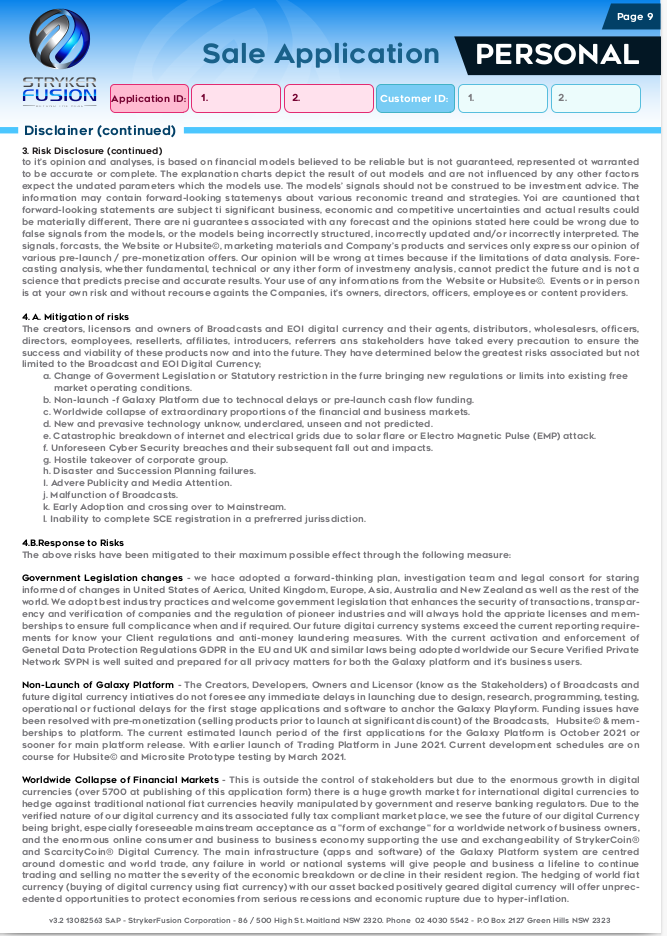 Page 9
STRYKER
FUSION
Sale Application
PERSONAL
Application ID:
1.
2.
Customer ID:
1.
2.
Disclainer (continued)
3. Risk Disclosure (continued)
to it's opinion and analyses, is based on financial models believed to be reliable but is not guaranteed, represented ot warranted
to be accurate or complete. The explanation charts depict the result of out models and are not influenced by any other factors
expect the undated parameters which the models use. The models' signals should not be construed to be investment advice. The
information may contain forward-looking statemenys about various recononic trend and strategies. Yoi are cauntioned that
forward-looking statements are subject ti significant business, economic and competitive uncertainties and actual results could
be materially different, There are ni guarantees associated with any forecast and the opinions stated here could be wrong due to
false signals from the models, or the models being incorrectly structured, incorrectly updated and/or incorrectly interpreted. The
signals, forcasts, the Website or Hubsite©, marketing materials and Company's products and services only express our opinion of
various pre-launch / pre-monetization offers. Our opinion will be wrong at times because if the limitations of data analysis. Fore-
casting analysis, whether fundamental, technical or any ither form of investmeny analysis, cannot predict the future and is not a
science that predicts precise and accurate results. Your use of any informations from the Website or Hubsite©. Events or in person
is at your own risk and without recourse againts the Companies, it's owners, directors, officers, employees or content providers.
4. A. Mitigation of risks
The creators, licensors and owners of Broadcasts and EOI digital currency and their agents, distributors, wholesalesrs, officers,
directors, eomployees, resellerts, affiliates, introducers, referrers ans stakeholders have taked every precaution to ensure the
success and viability of these products now and into the future. They have determined below the greatest risks associated but not
limited to the Broadcast and EOI Digital Currency;
a. Change of Goverment Legislation or Statutory restriction in the furre bringing new regulations or limits into existing free
market operating conditions.
b. Non-launch -f Galaxy Platform due to technocal delays or pre-launch cash flow funding.
c. Worldwide collapse of extraordinary proportions of the financial and business markets.
d. New and prevasive technology unknow, underclared, unseen and not predicted.
e. Catastrophic breakdown of internet and electrical grids due to solar flare or Electro Magnetic Pulse (EMP) attack.
f. Unforeseen Cyber Security breaches and their subsequent fall out and impacts.
g. Hostile takeover of corporate group.
h. Disaster and Succession Planning failures.
I. Advere Publicity and Media Attention.
j. Malfunction of Broadcasts.
k. Early Adoption and crossing over to Mainstream.
l. Inability to complete SCE registration in a preferred jurissdiction.
4.B.Response to Risks
The above risks have been mitigated to their maximum possible effect through the following measure:
Government Legislation changes - we hace adopted a forward-thinking plan, investigation team and legal consort for staring
informed of changes in United States of Aerica, United Kingdom, Europe, Asia, Australia and New Zealand as well as the rest of the
world. We adopt best industry practices and welcome government legislation that enhances the security of transactions, transpar-
ency and verification of companies and the regulation of pioneer industries and will always hold the appriate licenses and mem-
berships to ensure full compliance when and if required. Our future digitai currency systems exceed the current reporting require-
ments for know your Client regulations and anti-money laundering measures. With the current activation and enforcement of
Genetal Data Protection Regulations GDPR in the EU and UK and similar laws being adopted worldwide our Secure Verified Private
Network SVPN is well suited and prepared for all privacy matters for both the Galaxy platform and it's business users.
Non-Launch of Galaxy Platform - The Creators, Developers, Owners and Licensor (know as the Stakeholders) of Broadcasts and
future digital currency intiatives do not foresee any immediate delays in launching due to design, research, programming, testing,
operational or fuctional delays for the first stage applications and software to anchor the Galaxy Playform. Funding issues have
been resolved with pre-monetization (selling products prior to launch at significant discount) of the Broadcasts, Hubsite© & mem-
berships to platform. The current estimated launch period of the first applications for the Galaxy Platform is October 2021 or
sooner for main platform release. With earlier launch of Trading Platform in June 2021. Current development schedules are on
course for Hubsite© and Microsite Prototype testing by March 2021.
Worldwide Collapse of Financial Markets - This is outside the control of stakeholders but due to the enormous growth in digital
currencies (over 5700 at publishing of this application form) there is a huge growth market for international digital currencies to
hedge against traditional national fiat currencies heavily manipulated by government and reserve banking regulators. Due to the
verified nature of our digital currency and its associated fully tax compliant market place, we see the future of our digital Currency
being bright, especially foreseeable mainstream acceptance as a "form of exchange" for a worldwide network of business owners,
and the enormous online consumer and business to business economy supporting the use and exchangeability of StrykerCoin®
and ScarcityCoin® Digital Currency. The main infrastructure (apps and software) of the Galaxy Platform system are centred
around domestic and world trade, any failure in world or national systems will give people and business a lifeline to continue
trading and selling no matter the severity of the economic breakdown or decline in their resident region. The hedging of world fiat
currency (buying of digital currency using fiat currency) with our asset backed positively geared digital currency will offer unprec-
edented opportunities to protect economies from serious recessions and economic rupture due to hyper-inflation.
v3.2 13082563 SAP - StrykerFusion Corporation - 86 / 500 High St. Maitland NSW 2320. Phone 02 4030 5542 - P.O Box 2127 Green Hills NSW 2323